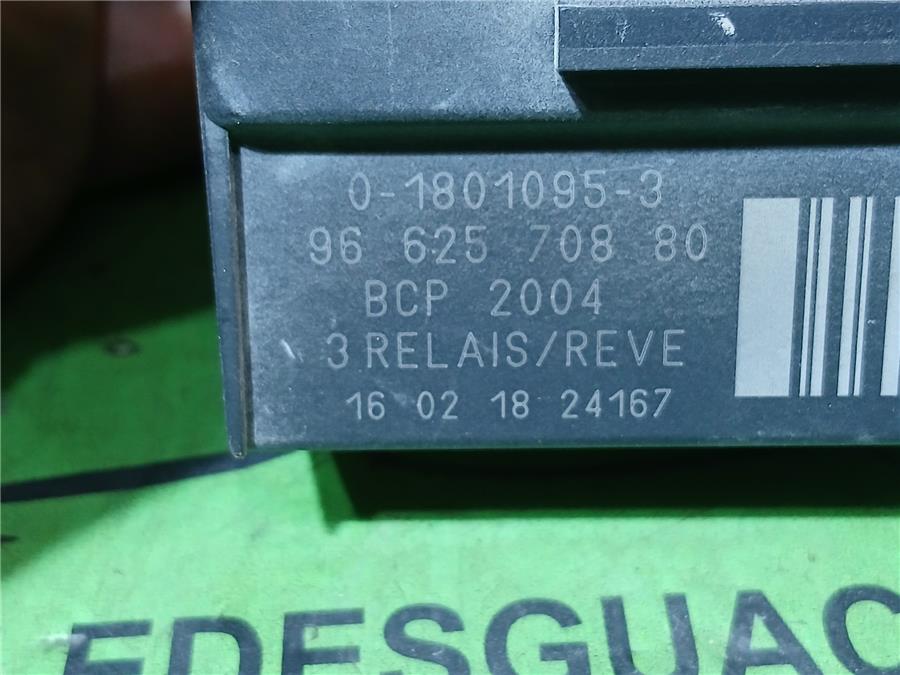 0-1801095-3
96 625 708 80
BCP 2004
3 RELAIS/REVE
16 02 18 24167
EDESGUAC